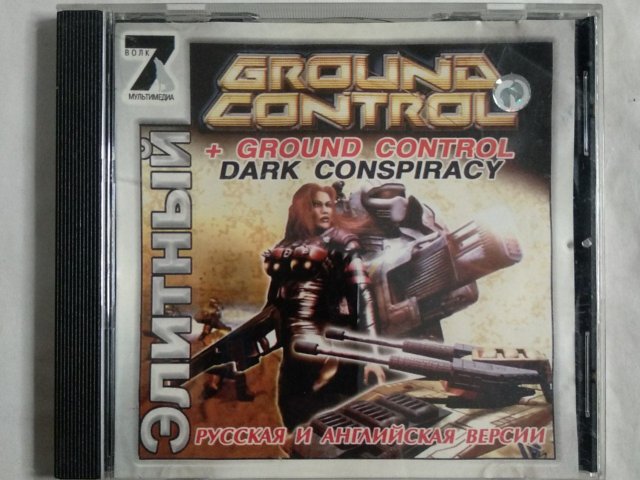 7
ВОЛК
МУЛЬТИМЕДИА
GROUND
CONTROL
+ GROUND CONTROL
DARK CONSPIRACY
ЭЛИТНЫЙ
РУССКАЯ И АНГЛИЙСКАЯ ВЕРСИИ